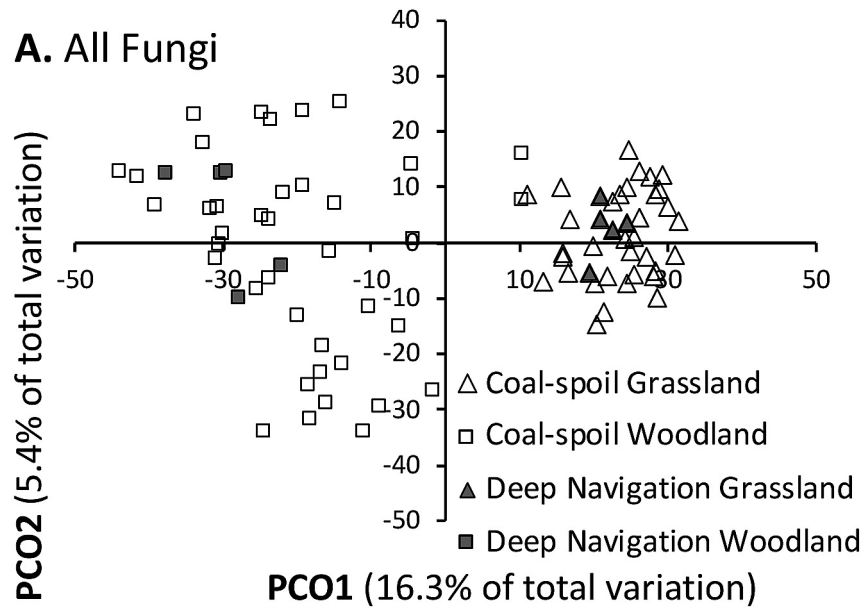 A. All Fungi
40
30
20
10
0
-10
-20
-30
-40
-50
-50
-30
-10
10
30
50
PCO2 (5.4% of total variation)
PCO1 (16.3% of total variation)
Coal-spoil Grassland
Coal-spoil Woodland
Deep Navigation Grassland
Deep Navigation Woodland